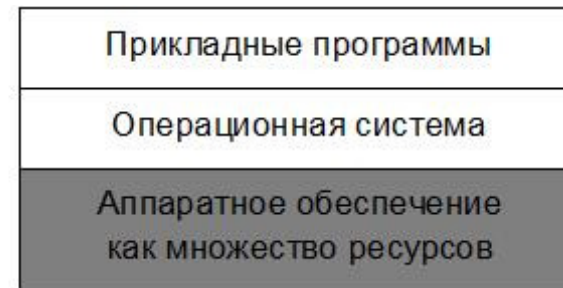 Прикладные программы
Операционная система
Аппаратное обеспечение
как множество ресурсов